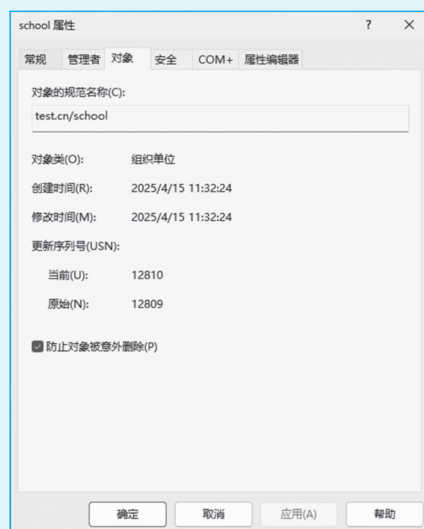 school 属性
?
×
常规 管理者 对象 安全 COM+ 属性编辑器
对象的规范名称(C):
test.cn/school
对象类(O): 组织单位
创建时间(R): 2025/4/15 11:32:24
修改时间(M): 2025/4/15 11:32:24
更新序列号(USN):
当前(U): 12810
原始(N): 12809
防止对象被意外删除(P)
确定 取消 应用(A) 帮助